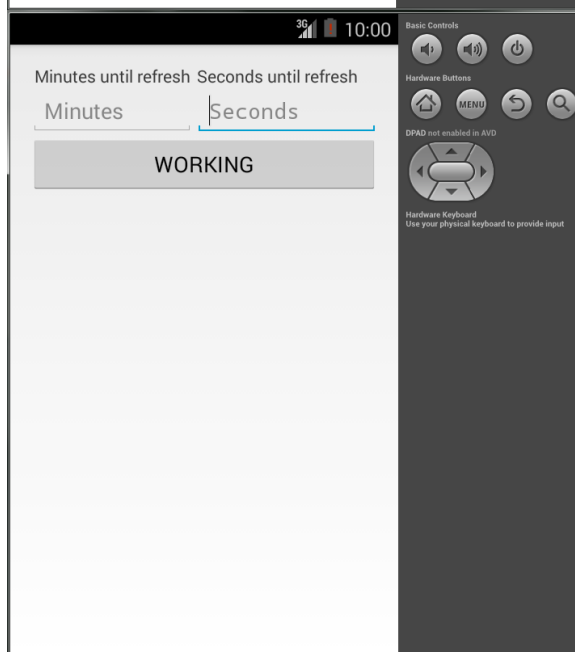 3G 10:00
Minutes until refresh Seconds until refresh
Minutes Seconds
WORKING
Basic Controls
Hardware Buttons
MENU
DPAD not enabled in AVD
Hardware Keyboard
Use your physical keyboard to provide input